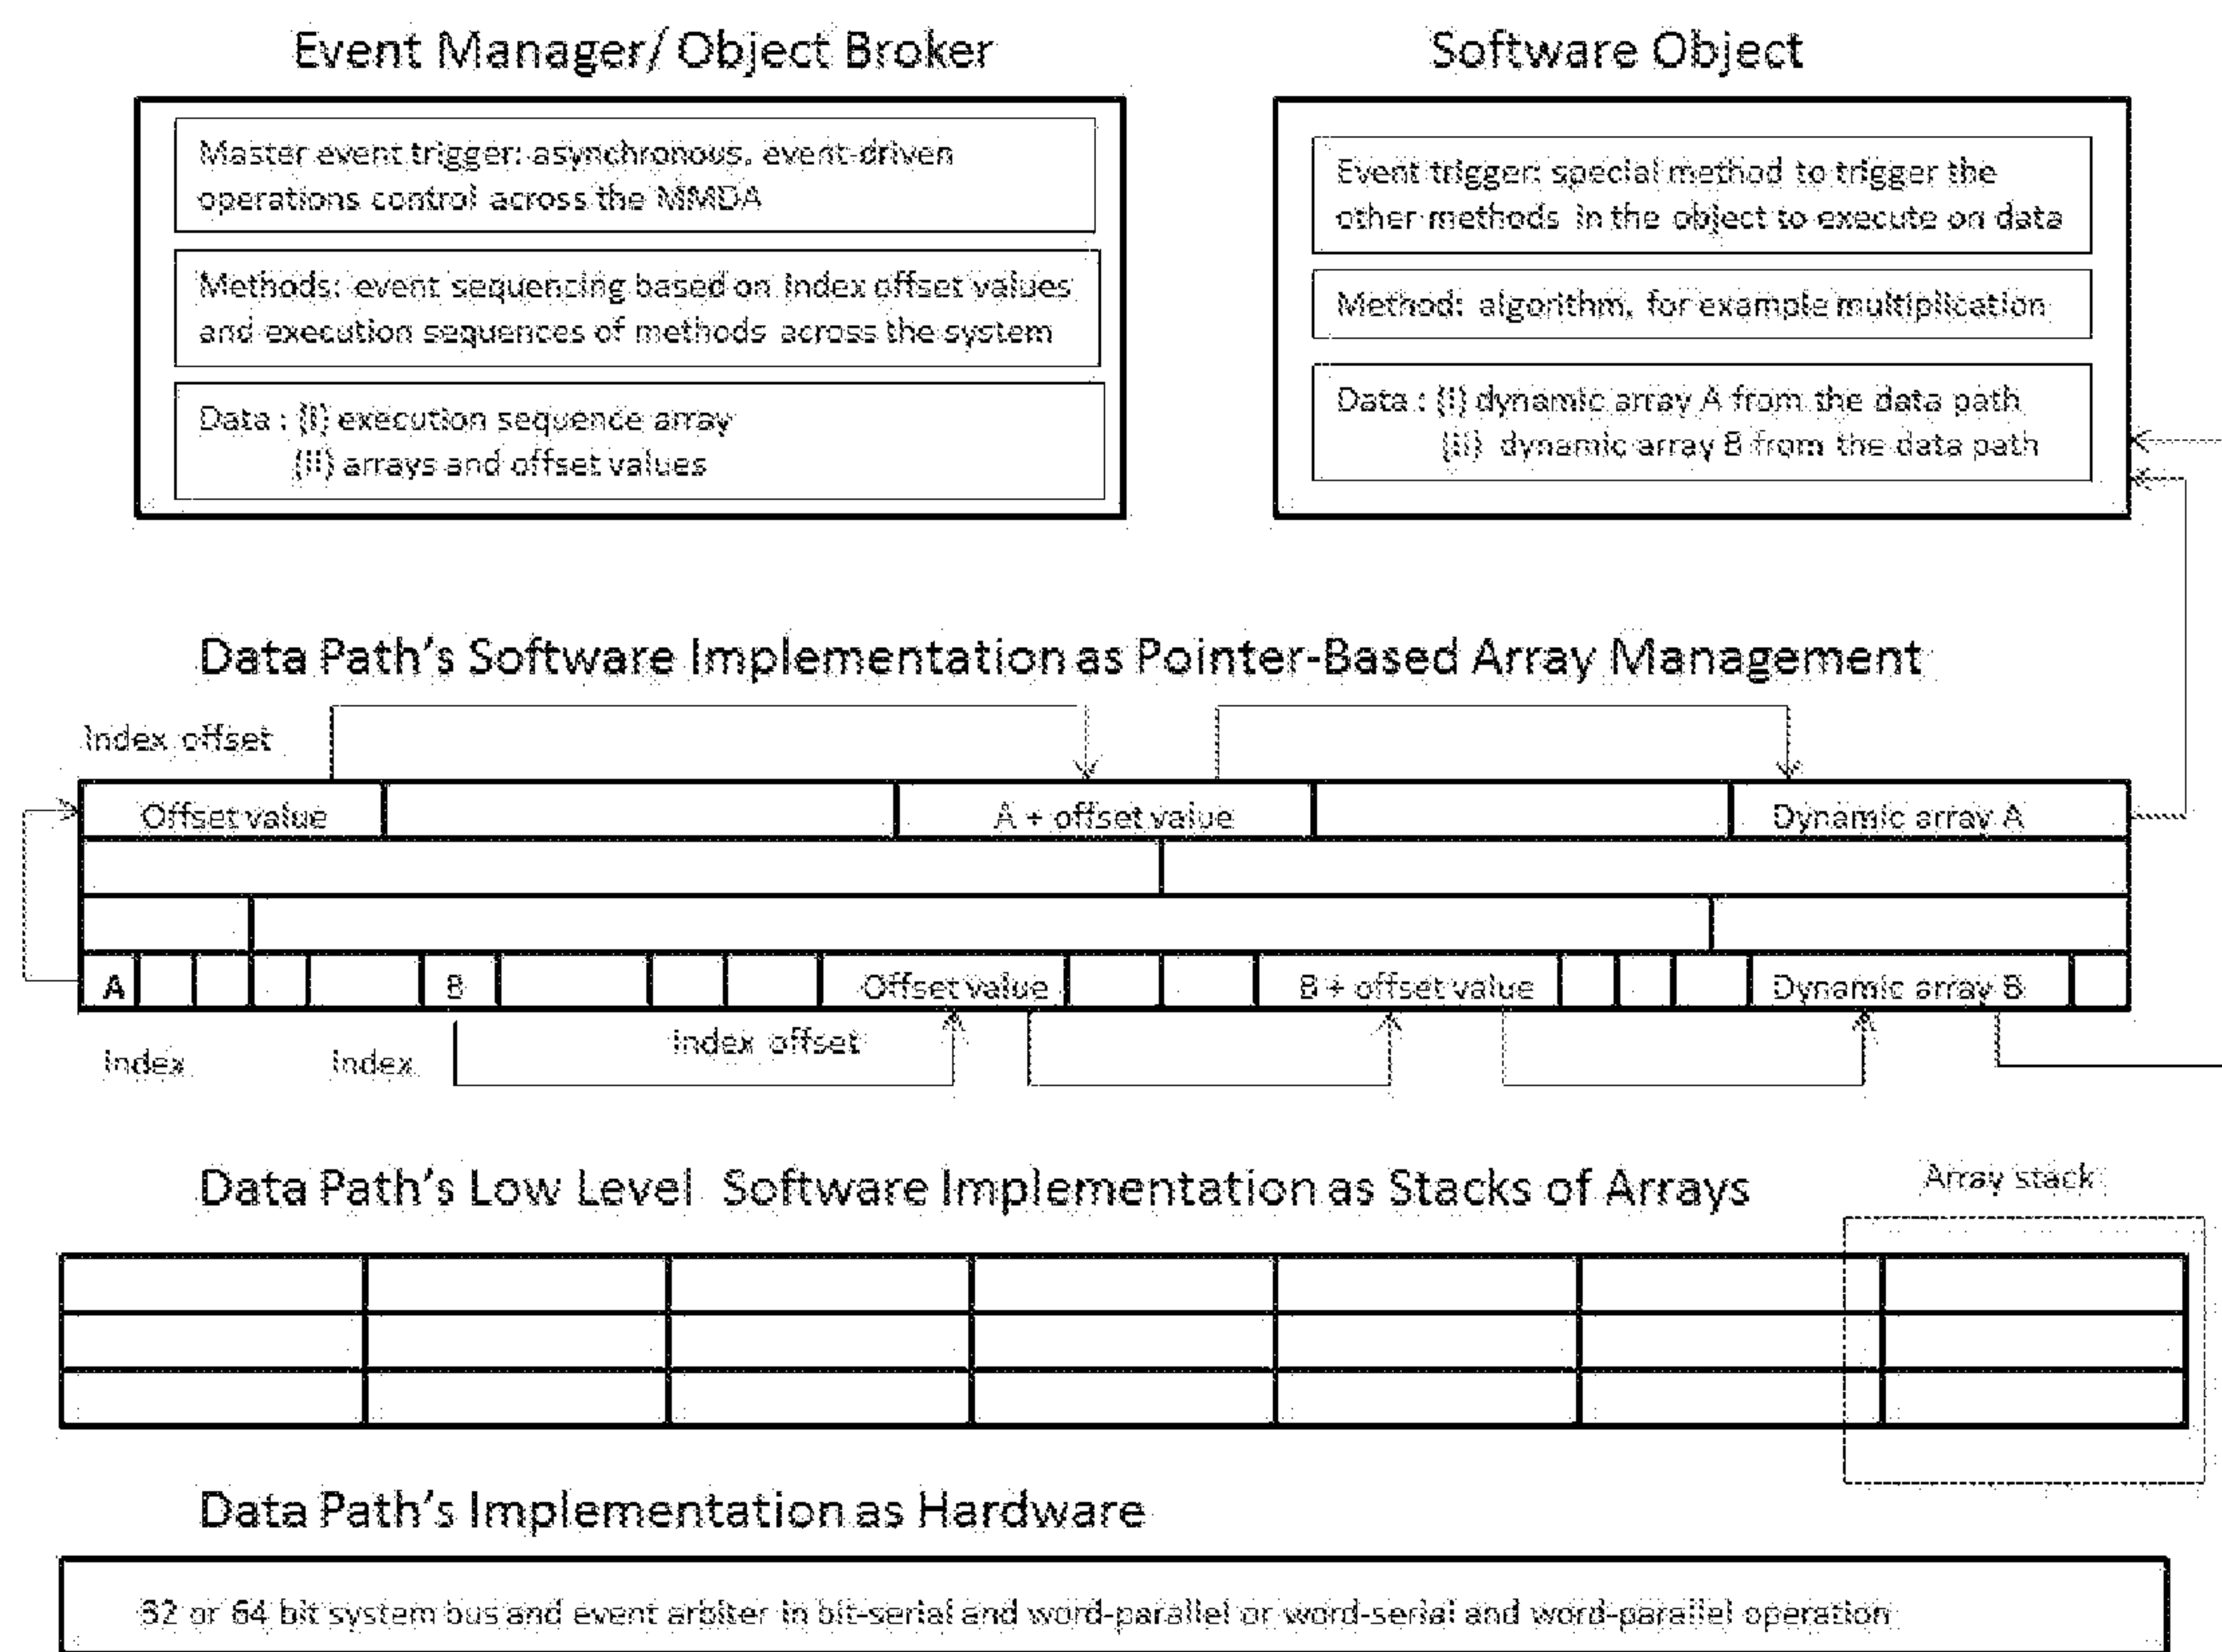 Event Manager/ Object Broker
Software Object
Master event trigger: asynchronous, event-driven
operations control across the MMDA
Methods: event sequencing based on index offset values
and execution sequences of methods across the system
Data : (I) execution sequence array
(II) arrays and offset values
Event trigger: special method to trigger the
other methods in the object to execute on data
Method: algorithm, for example multiplication
Data : (I) dynamic array A from the data path
(II) dynamic array B from the data path
Data Path's Software Implementation as Pointer-Based Array Management
Index offset
Offset value
A + offset value
Dynamic array A
A
B
Offset value
B + offset value
Dynamic array B
Index
Index
Index offset
Data Path's Low Level Software Implementation as Stacks of Arrays
Array stack
Data Path's Implementation as Hardware
32 or 64 bit system bus and event arbiter in bit-serial and word-parallel or word-serial and word-parallel operation